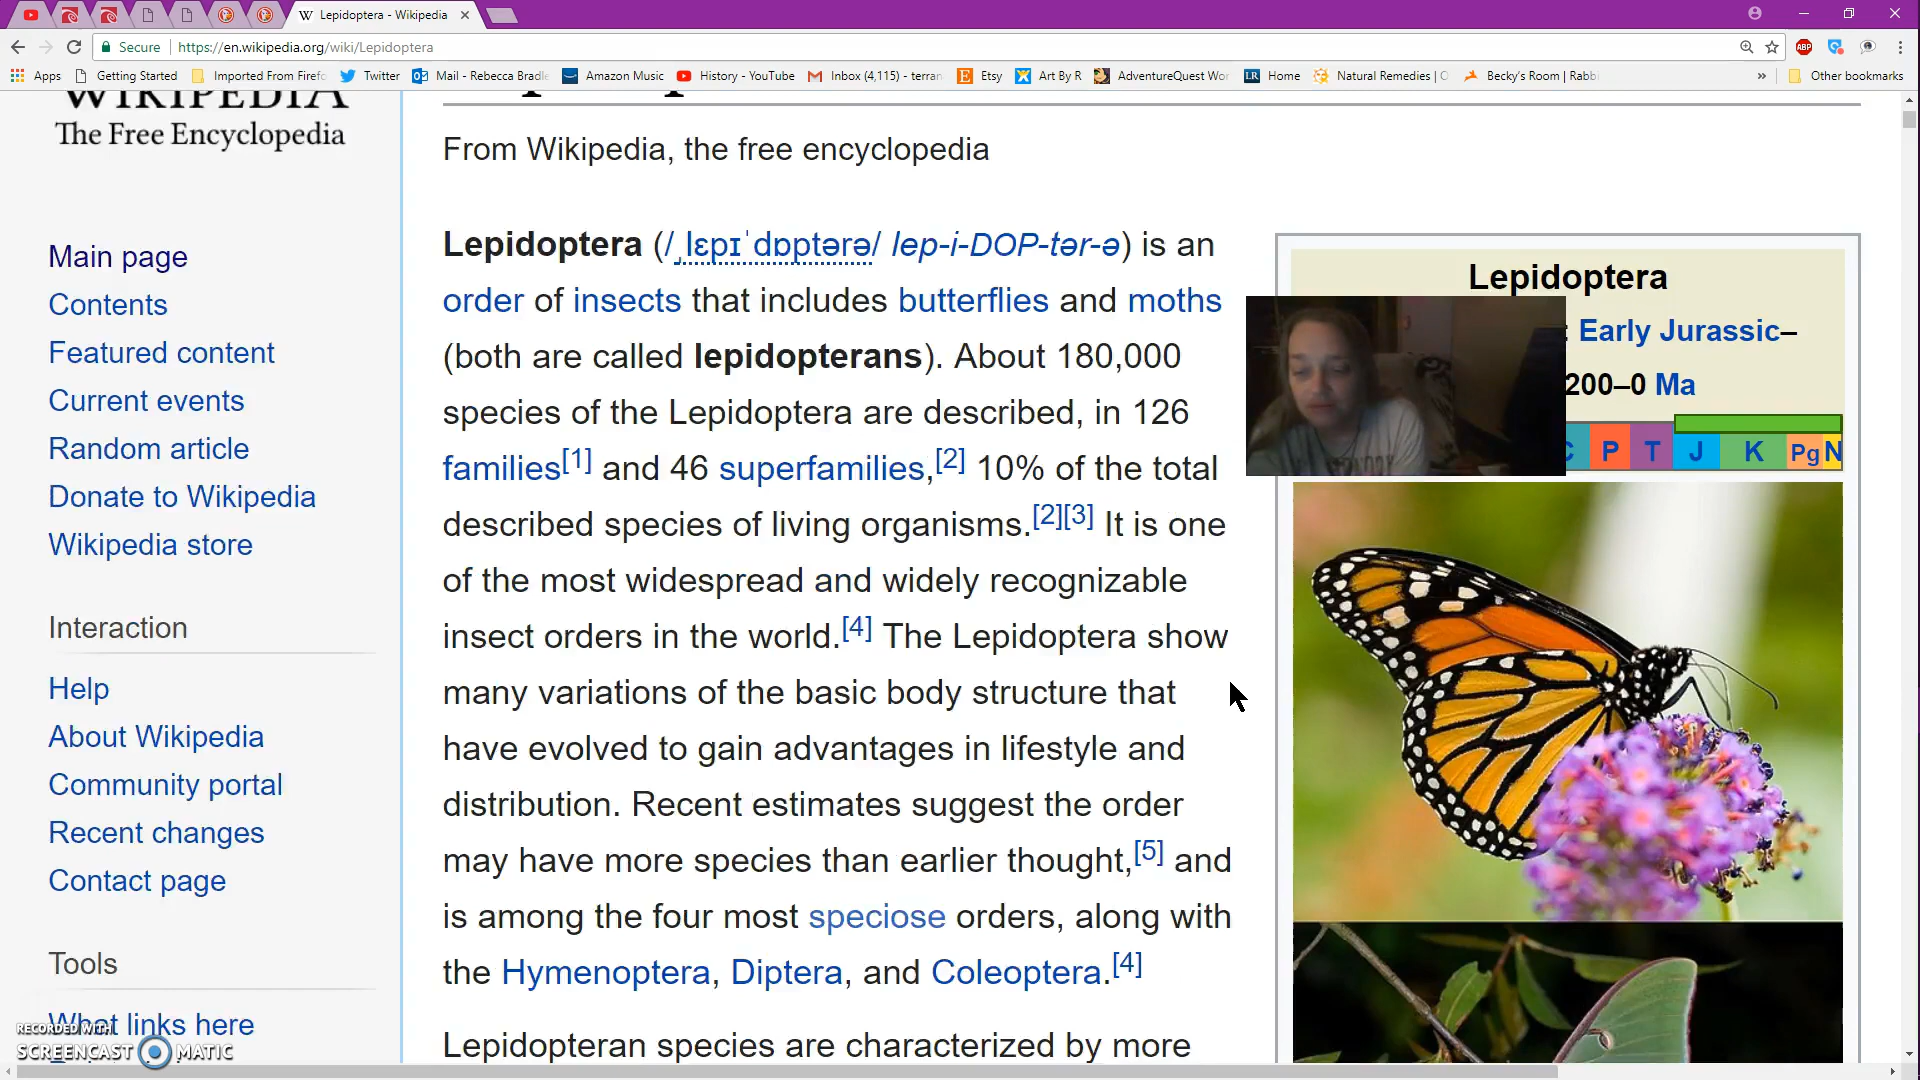 Lepidoptera - Wikipedia
Secure
https://en.wikipedia.org/wiki/Lepidoptera
ABP
Apps
Getting Started
Imported From Firefo
Twitter
Mail - Rebecca Bradle
Amazon Music
History - YouTube
Inbox (4,115) - terran
Etsy
Art By R
AdventureQuest Wor
LR
Home
Natural Remedies | O
Becky's Room | Rabbi
Other bookmarks
WIKIPEDIA
The Free Encyclopedia
Main page
Contents
Featured content
Current events
Random article
Donate to Wikipedia
Wikipedia store
Interaction
Help
About Wikipedia
Community portal
Recent changes
Contact page
Tools
What links here
RECORDED WITH
SCREENCAST MATIC
From Wikipedia, the free encyclopedia
Lepidoptera (/ˌlɛpɪˈdɒptərə/ lep-i-DOP-tər-ə) is an
order of insects that includes butterflies and moths
(both are called lepidopterans). About 180,000
species of the Lepidoptera are described, in 126
families[1] and 46 superfamilies,[2] 10% of the total
described species of living organisms.[2][3] It is one
of the most widespread and widely recognizable
insect orders in the world.[4] The Lepidoptera show
many variations of the basic body structure that
have evolved to gain advantages in lifestyle and
distribution. Recent estimates suggest the order
may have more species than earlier thought,[5] and
is among the four most speciose orders, along with
the Hymenoptera, Diptera, and Coleoptera.[4]
Lepidopteran species are characterized by more
Lepidoptera
: Early Jurassic–
200–0 Ma
C P T J K Pg N